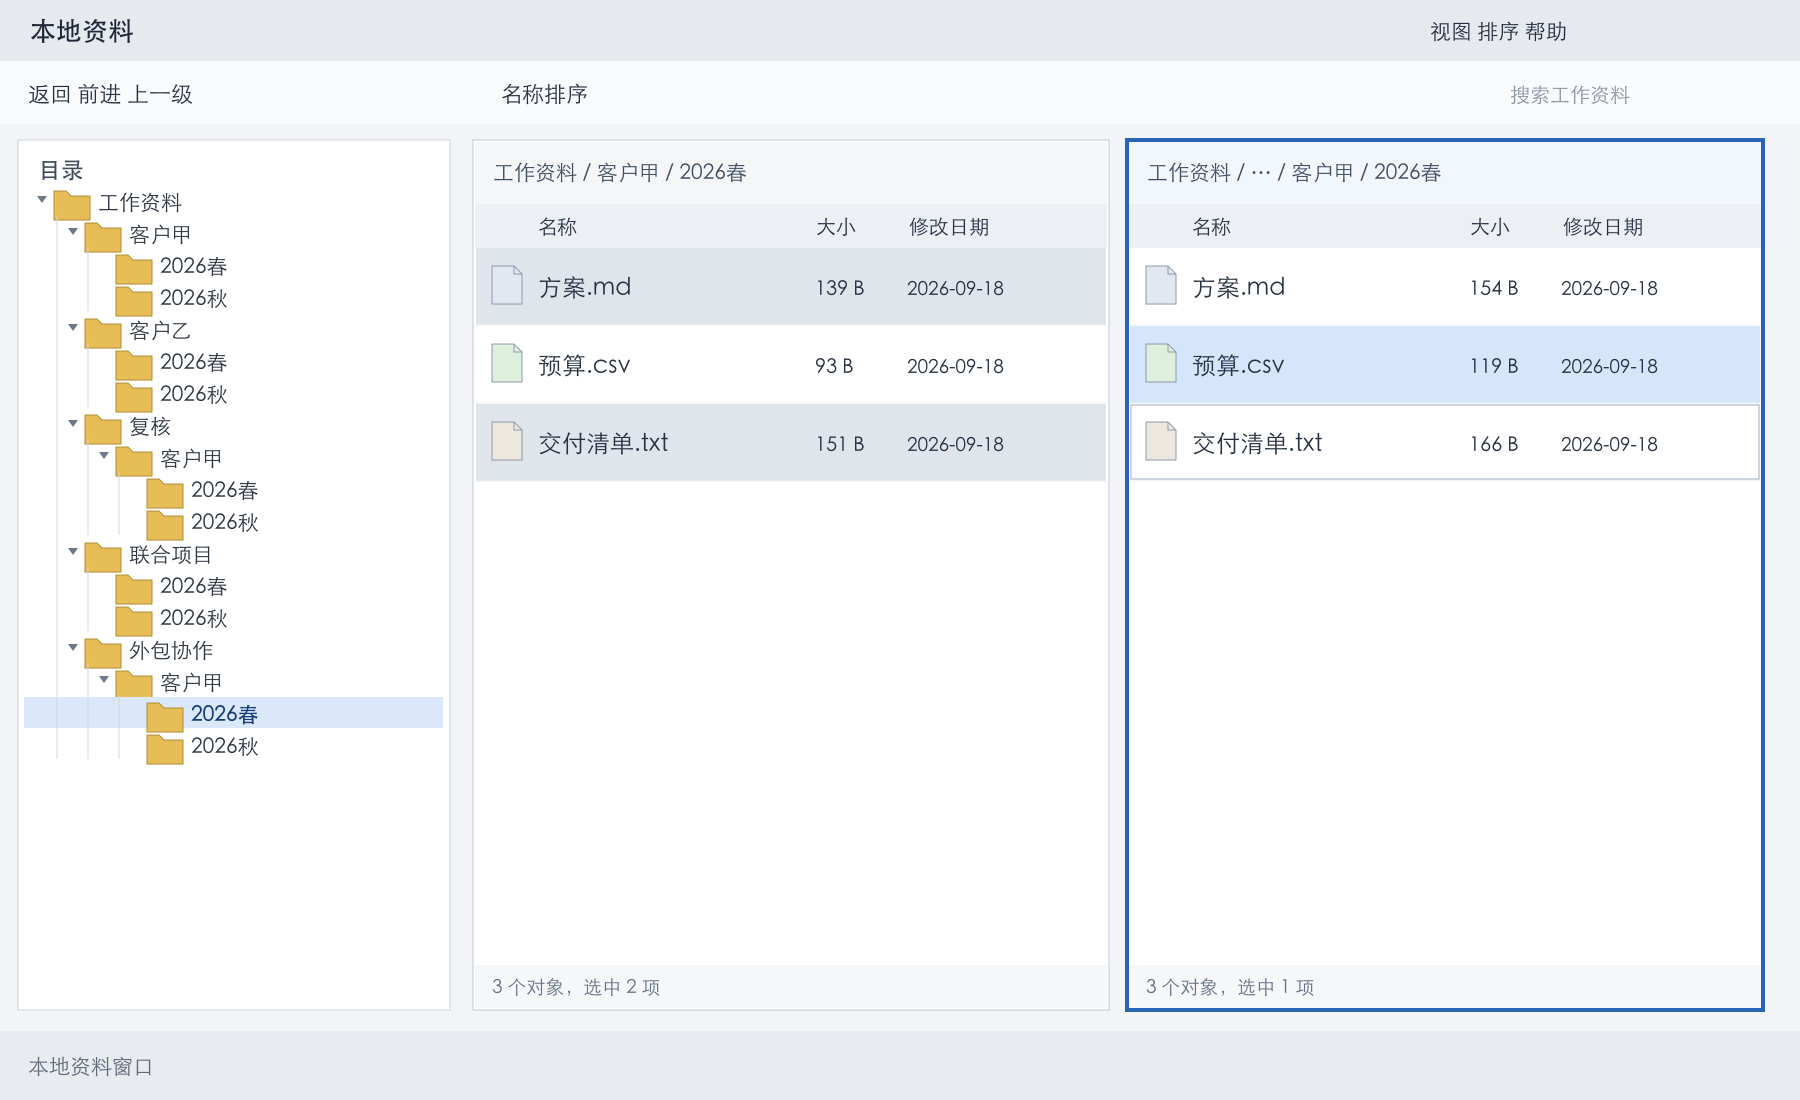 本地资料
视图 排序 帮助
返回 前进 上一级
名称排序
搜索工作资料
目录
工作资料
客户甲
2026春
2026秋
客户乙
2026春
2026秋
复核
客户甲
2026春
2026秋
联合项目
2026春
2026秋
外包协作
客户甲
2026春
2026秋
工作资料 / 客户甲 / 2026春
名称 大小 修改日期
方案.md 139 B 2026-09-18
预算.csv 93 B 2026-09-18
交付清单.txt 151 B 2026-09-18
3 个对象，选中 2 项
工作资料 / ··· / 客户甲 / 2026春
名称 大小 修改日期
方案.md 154 B 2026-09-18
预算.csv 119 B 2026-09-18
交付清单.txt 166 B 2026-09-18
3 个对象，选中 1 项
本地资料窗口